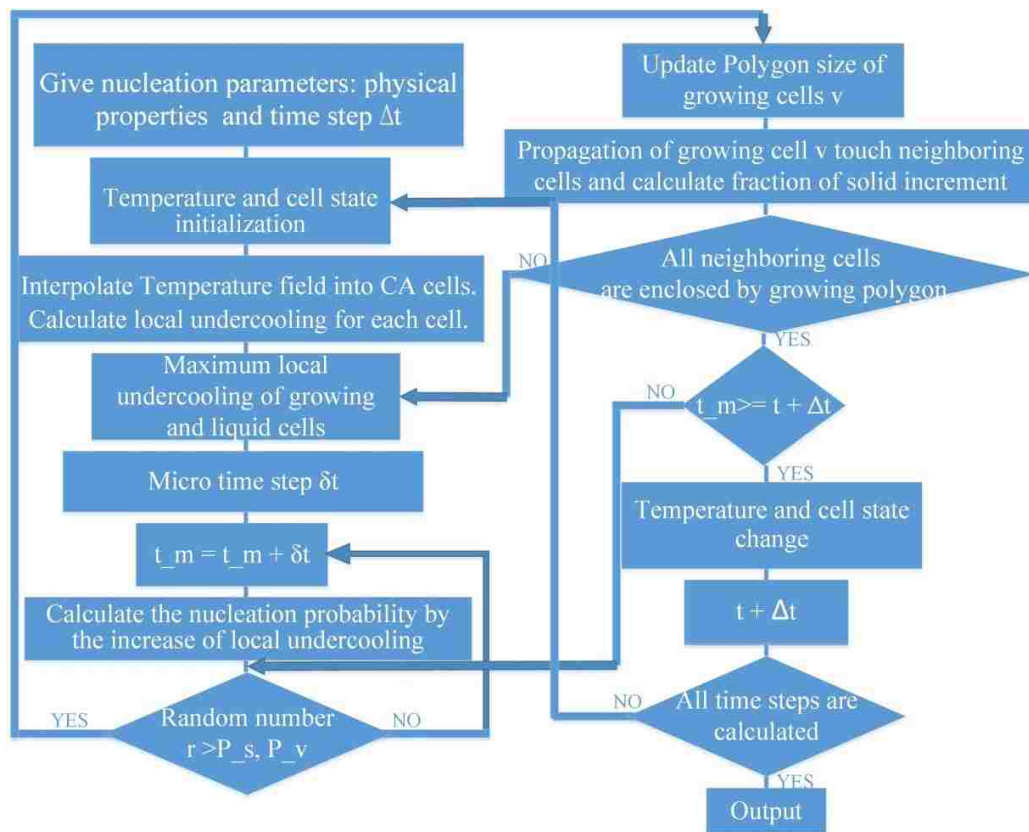 Give nucleation parameters: physical
properties and time step Δt
Temperature and cell state
initialization
Interpolate Temperature field into CA cells.
Calculate local undercooling for each cell.
Maximum local
undercooling of growing
and liquid cells
Micro time step δt
t_m = t_m + δt
Calculate the nucleation probability by
the increase of local undercooling
YES
Random number
r >P_s, P_v
NO
Update Polygon size of
growing cells v
Propagation of growing cell v touch neighboring
cells and calculate fraction of solid increment
NO
All neighboring cells
are enclosed by growing polygon
YES
NO
t_m>= t + Δt
YES
Temperature and cell state
change
t + Δt
NO
All time steps are
calculated
YES
Output